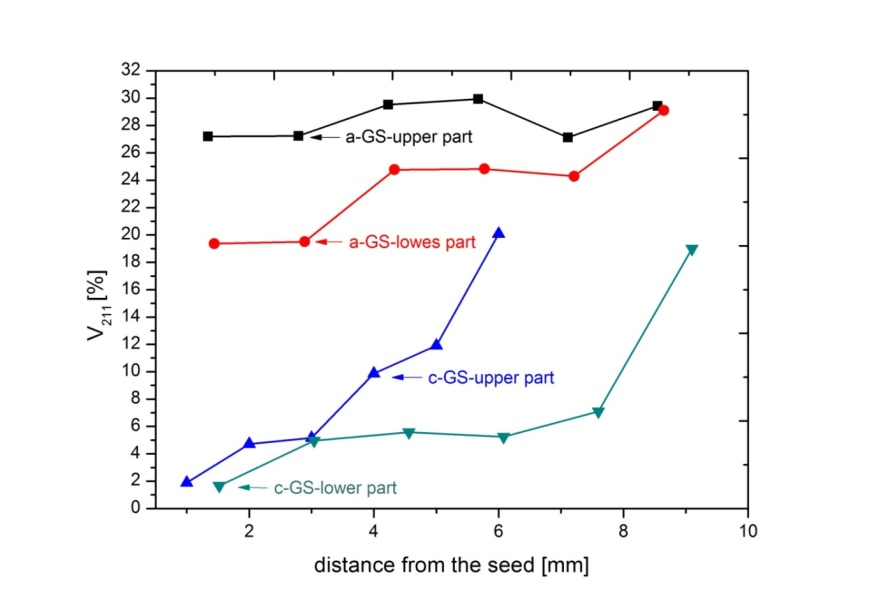 32
30
28
26
24
22
20
18
16
14
12
10
8
6
4
2
0
V211 [%]
a-GS-upper part
a-GS-lowes part
c-GS-upper part
c-GS-lower part
2 4 6 8 10
distance from the seed [mm]